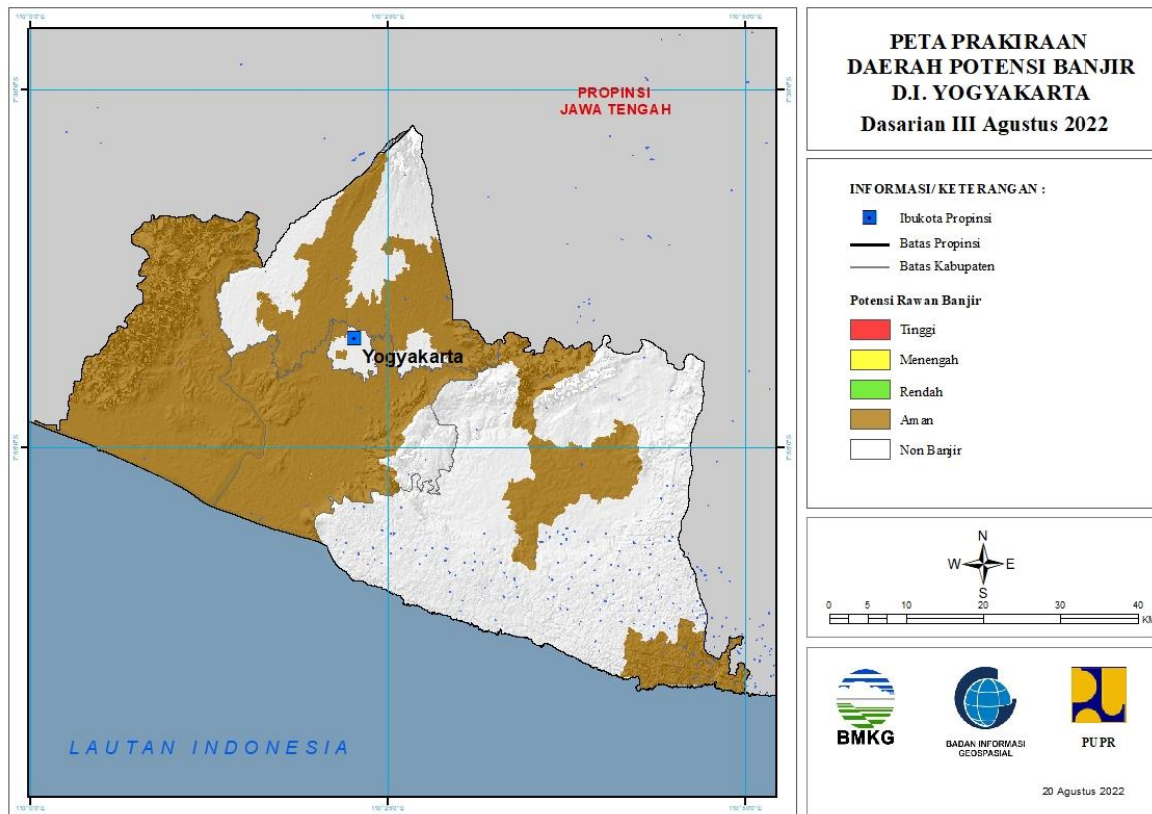 PETA PRAKIRAAN
DAERAH POTENSI BANJIR
D.I. YOGYAKARTA
Dasarian III Agustus 2022
INFORMASI/ KETERANGAN :
Ibukota Propinsi
Batas Propinsi
Batas Kabupaten
Potensi Rawan Banjir
Tinggi
Menengah
Rendah
Aman
Non Banjir
N
W E
S
0 5 10 20 30 40
KM
BMKG
BADAN INFORMASI
GEOSPASIAL
PUPR
20 Agustus 2022
PROPINSI
JAWA TENGAH
Yogyakarta
LAUTAN INDONESIA